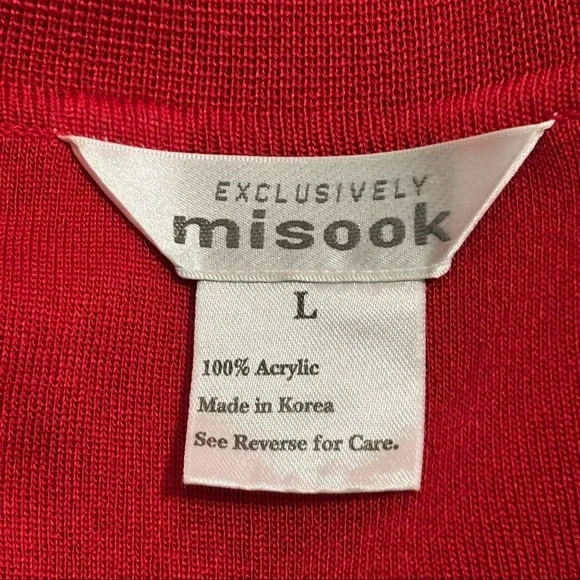 EXCLUSIVELY
misook
L
100% Acrylic
Made in Korea
See Reverse for Care.